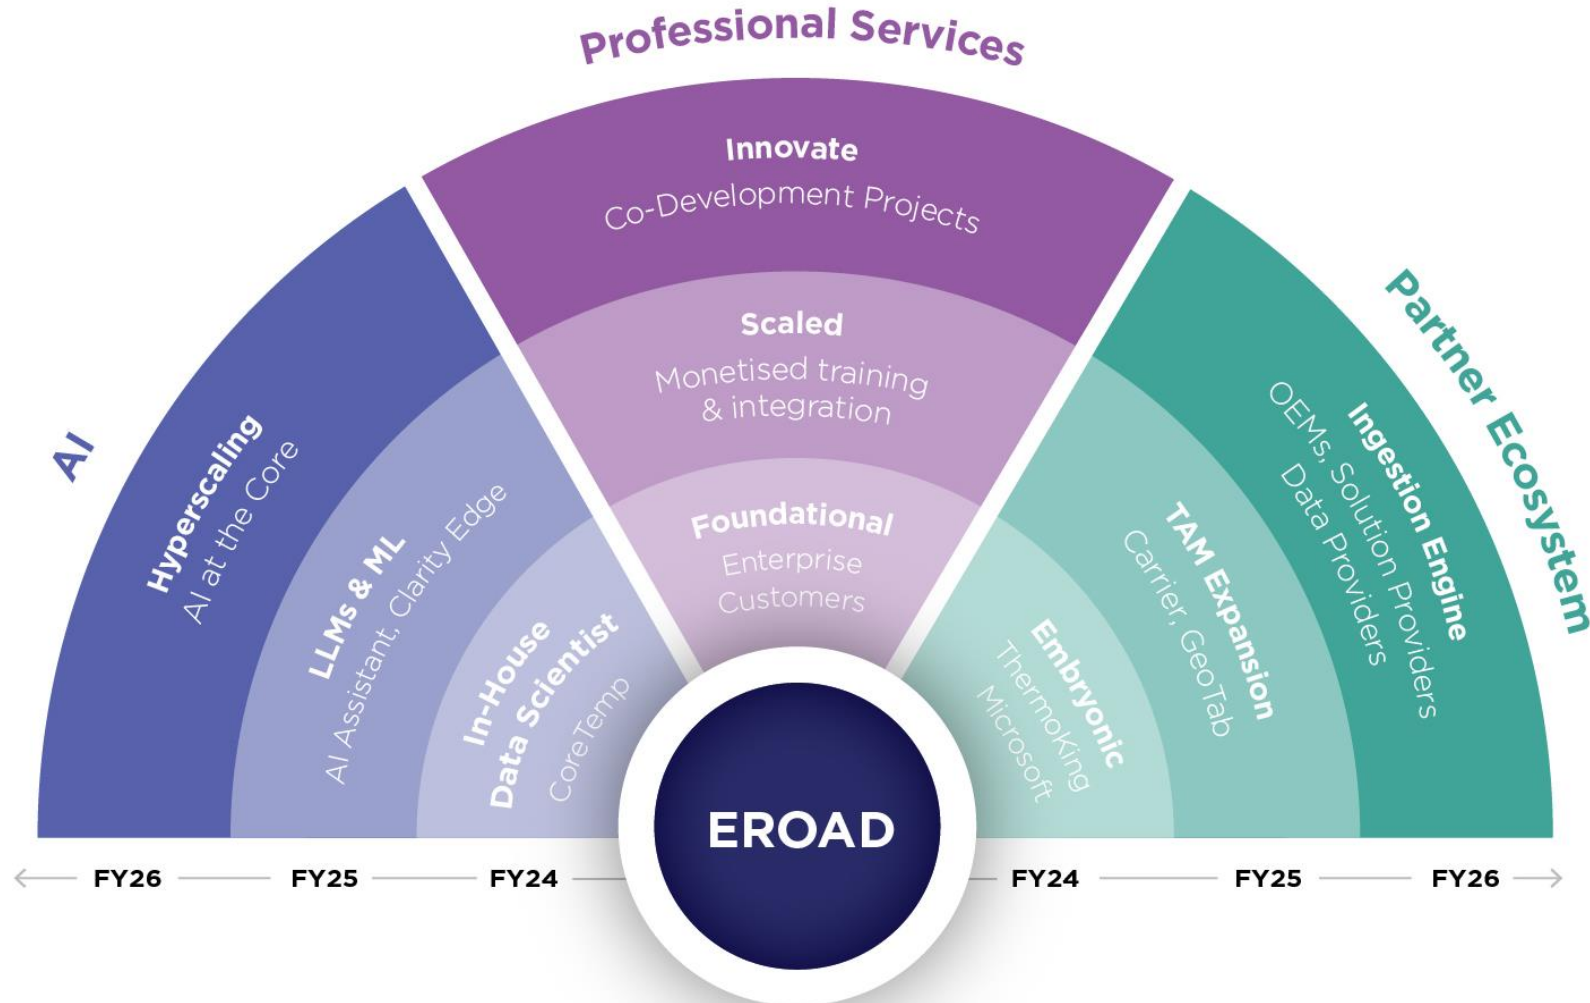 Professional Services
Innovate
Co-Development Projects
Scaled
Monetised training
& integration
Foundational
Enterprise
Customers
AI
Hyperscaling
AI at the Core
LLMs & ML
AI Assistant, Clarity Edge
In-House
Data Scientist
CoreTemp
Partner Ecosystem
Ingestion Engine
OEMs, Solution Providers
Data Providers
TAM Expansion
Carrier, GeoTab
Embryonic
ThermoKing
Microsoft
EROAD
FY26 FY25 FY24 FY24 FY25 FY26